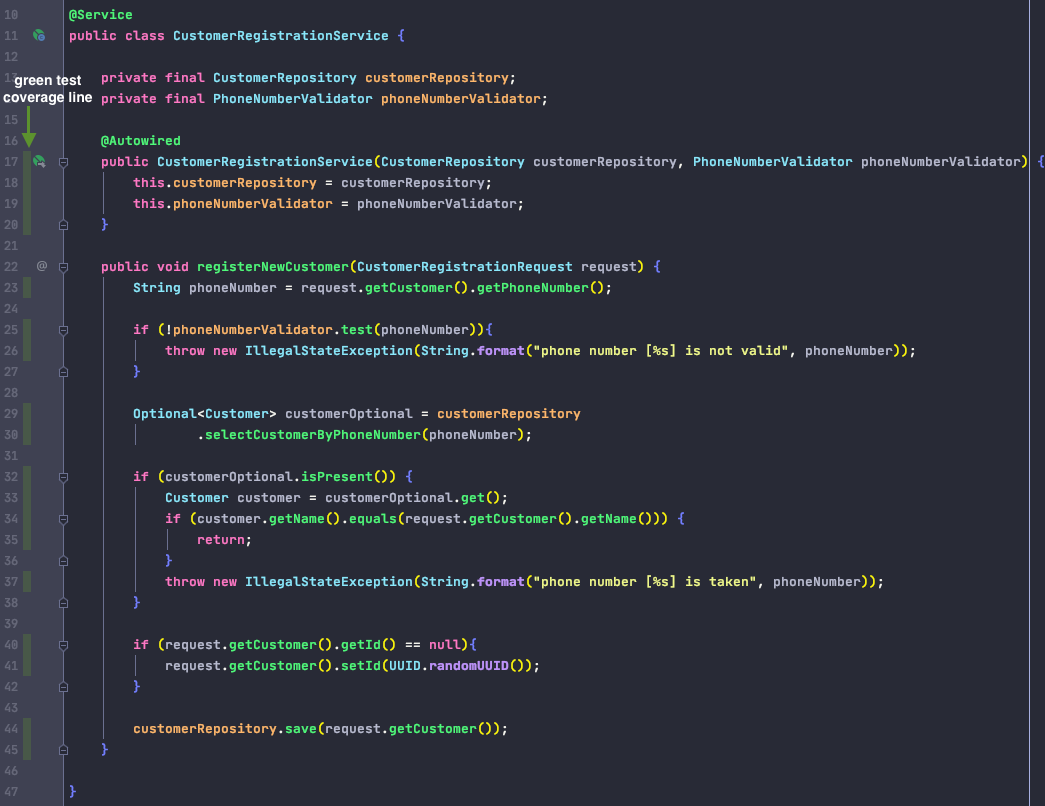 10 @Service
11 public class CustomerRegistrationService {
12
13 private final CustomerRepository customerRepository;
green test
coverage line
private final PhoneNumberValidator phoneNumberValidator;
15
16 @Autowired
17 public CustomerRegistrationService(CustomerRepository customerRepository, PhoneNumberValidator phoneNumberValidator) {
18 this.customerRepository = customerRepository;
19 this.phoneNumberValidator = phoneNumberValidator;
20 }
21
22 @ public void registerNewCustomer(CustomerRegistrationRequest request) {
23 String phoneNumber = request.getCustomer().getPhoneNumber();
24
25 if (!phoneNumberValidator.test(phoneNumber)){
26 throw new IllegalStateException(String.format("phone number [%s] is not valid", phoneNumber));
27 }
28
29 Optional<Customer> customerOptional = customerRepository
30 .selectCustomerByPhoneNumber(phoneNumber);
31
32 if (customerOptional.isPresent()) {
33 Customer customer = customerOptional.get();
34 if (customer.getName().equals(request.getCustomer().getName())) {
35 return;
36 }
37 throw new IllegalStateException(String.format("phone number [%s] is taken", phoneNumber));
38 }
39
40 if (request.getCustomer().getId() == null){
41 request.getCustomer().setId(UUID.randomUUID());
42 }
43
44 customerRepository.save(request.getCustomer());
45 }
46
47 }